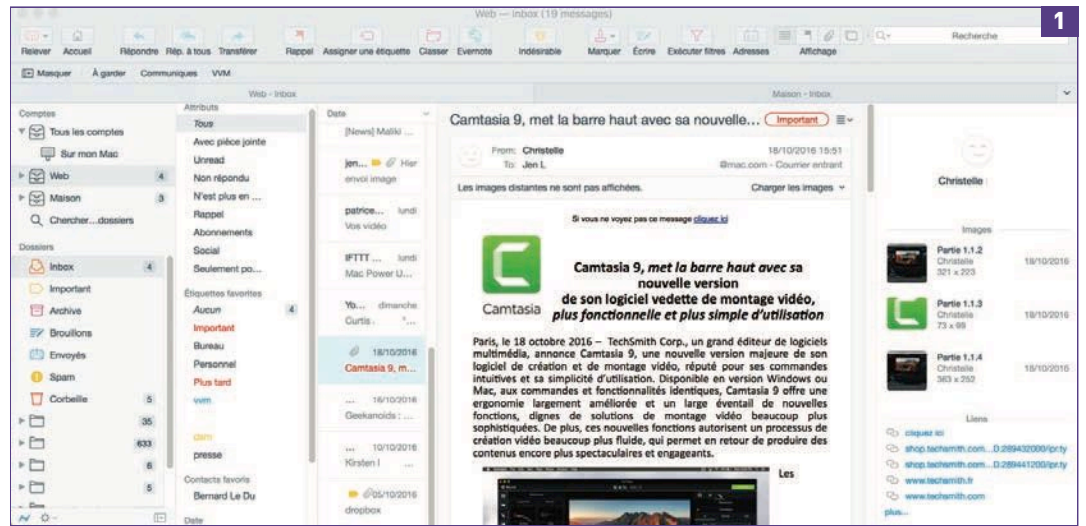 1
Web — Inbox (19 messages)
Relever Accueil Répondre Rép. à tous Transférer Rappel Assigner une étiquette Classer Evernote Indésirable Marquer Écrire Exécuter filtres Adresses Affichage Recherche
Masquer À garder Communiques VVM
Web - Inbox
Maison - Inbox
Comptes
Tous les comptes
Sur mon Mac
Web 4
Maison 3
Chercher...dossiers
Dossiers
Inbox 4
Important
Archive
Brouillons
Envoyés
Spam
Corbeille 5
35
633
6
5
Attributs
Tous
Avec pièce jointe
Unread
Non répondu
N'est plus en ...
Rappel
Abonnements
Social
Seulement po...
Étiquettes favorites
Aucun 4
Important
Bureau
Personnel
Plus tard
vvm
presse
Contacts favoris
Bernard Le Du
Date
Date
[News] Maliki ...
jen... Hier
envoi image
patrice... lundi
Vos vidéo
IFTTT ... lundi
Mac Power U...
Yo... dimanche
Curtis .
18/10/2016
Camtasia 9, m...
... 16/10/2016
Geekanoids : ...
... 10/10/2016
Kirsten I ...
05/10/2016
dropbox
Camtasia 9, met la barre haut avec sa nouvelle... Important
From: Christelle 18/10/2016 15:51
To: Jen L @mac.com - Courrier entrant
Les images distantes ne sont pas affichées. Charger les images
Si vous ne voyez pas ce message cliquez ici
Camtasia
Camtasia 9, met la barre haut avec sa
nouvelle version
de son logiciel vedette de montage vidéo,
plus fonctionnelle et plus simple d'utilisation
Paris, le 18 octobre 2016 – TechSmith Corp., un grand éditeur de logiciels
multimédia, annonce Camtasia 9, une nouvelle version majeure de son
logiciel de création et de montage vidéo, réputé pour ses commandes
intuitives et sa simplicité d'utilisation. Disponible en version Windows ou
Mac, aux commandes et fonctionnalités identiques, Camtasia 9 offre une
ergonomie largement améliorée et un large éventail de nouvelles
fonctions, dignes de solutions de montage vidéo beaucoup plus
sophistiquées. De plus, ces nouvelles fonctions autorisent un processus de
création vidéo beaucoup plus fluide, qui permet en retour de produire des
contenus encore plus spectaculaires et engageants.
Les
Christelle
Images
Partie 1.1.2
Christelle 18/10/2016
321 x 223
Partie 1.1.3
Christelle 18/10/2016
73 x 99
Partie 1.1.4
Christelle 18/10/2016
363 x 252
Liens
cliquez ici
shop.techsmith.com...D:289432000/ipr:ty
shop.techsmith.com...D:289441200/ipr:ty
www.techsmith.fr
www.techsmith.com
plus...